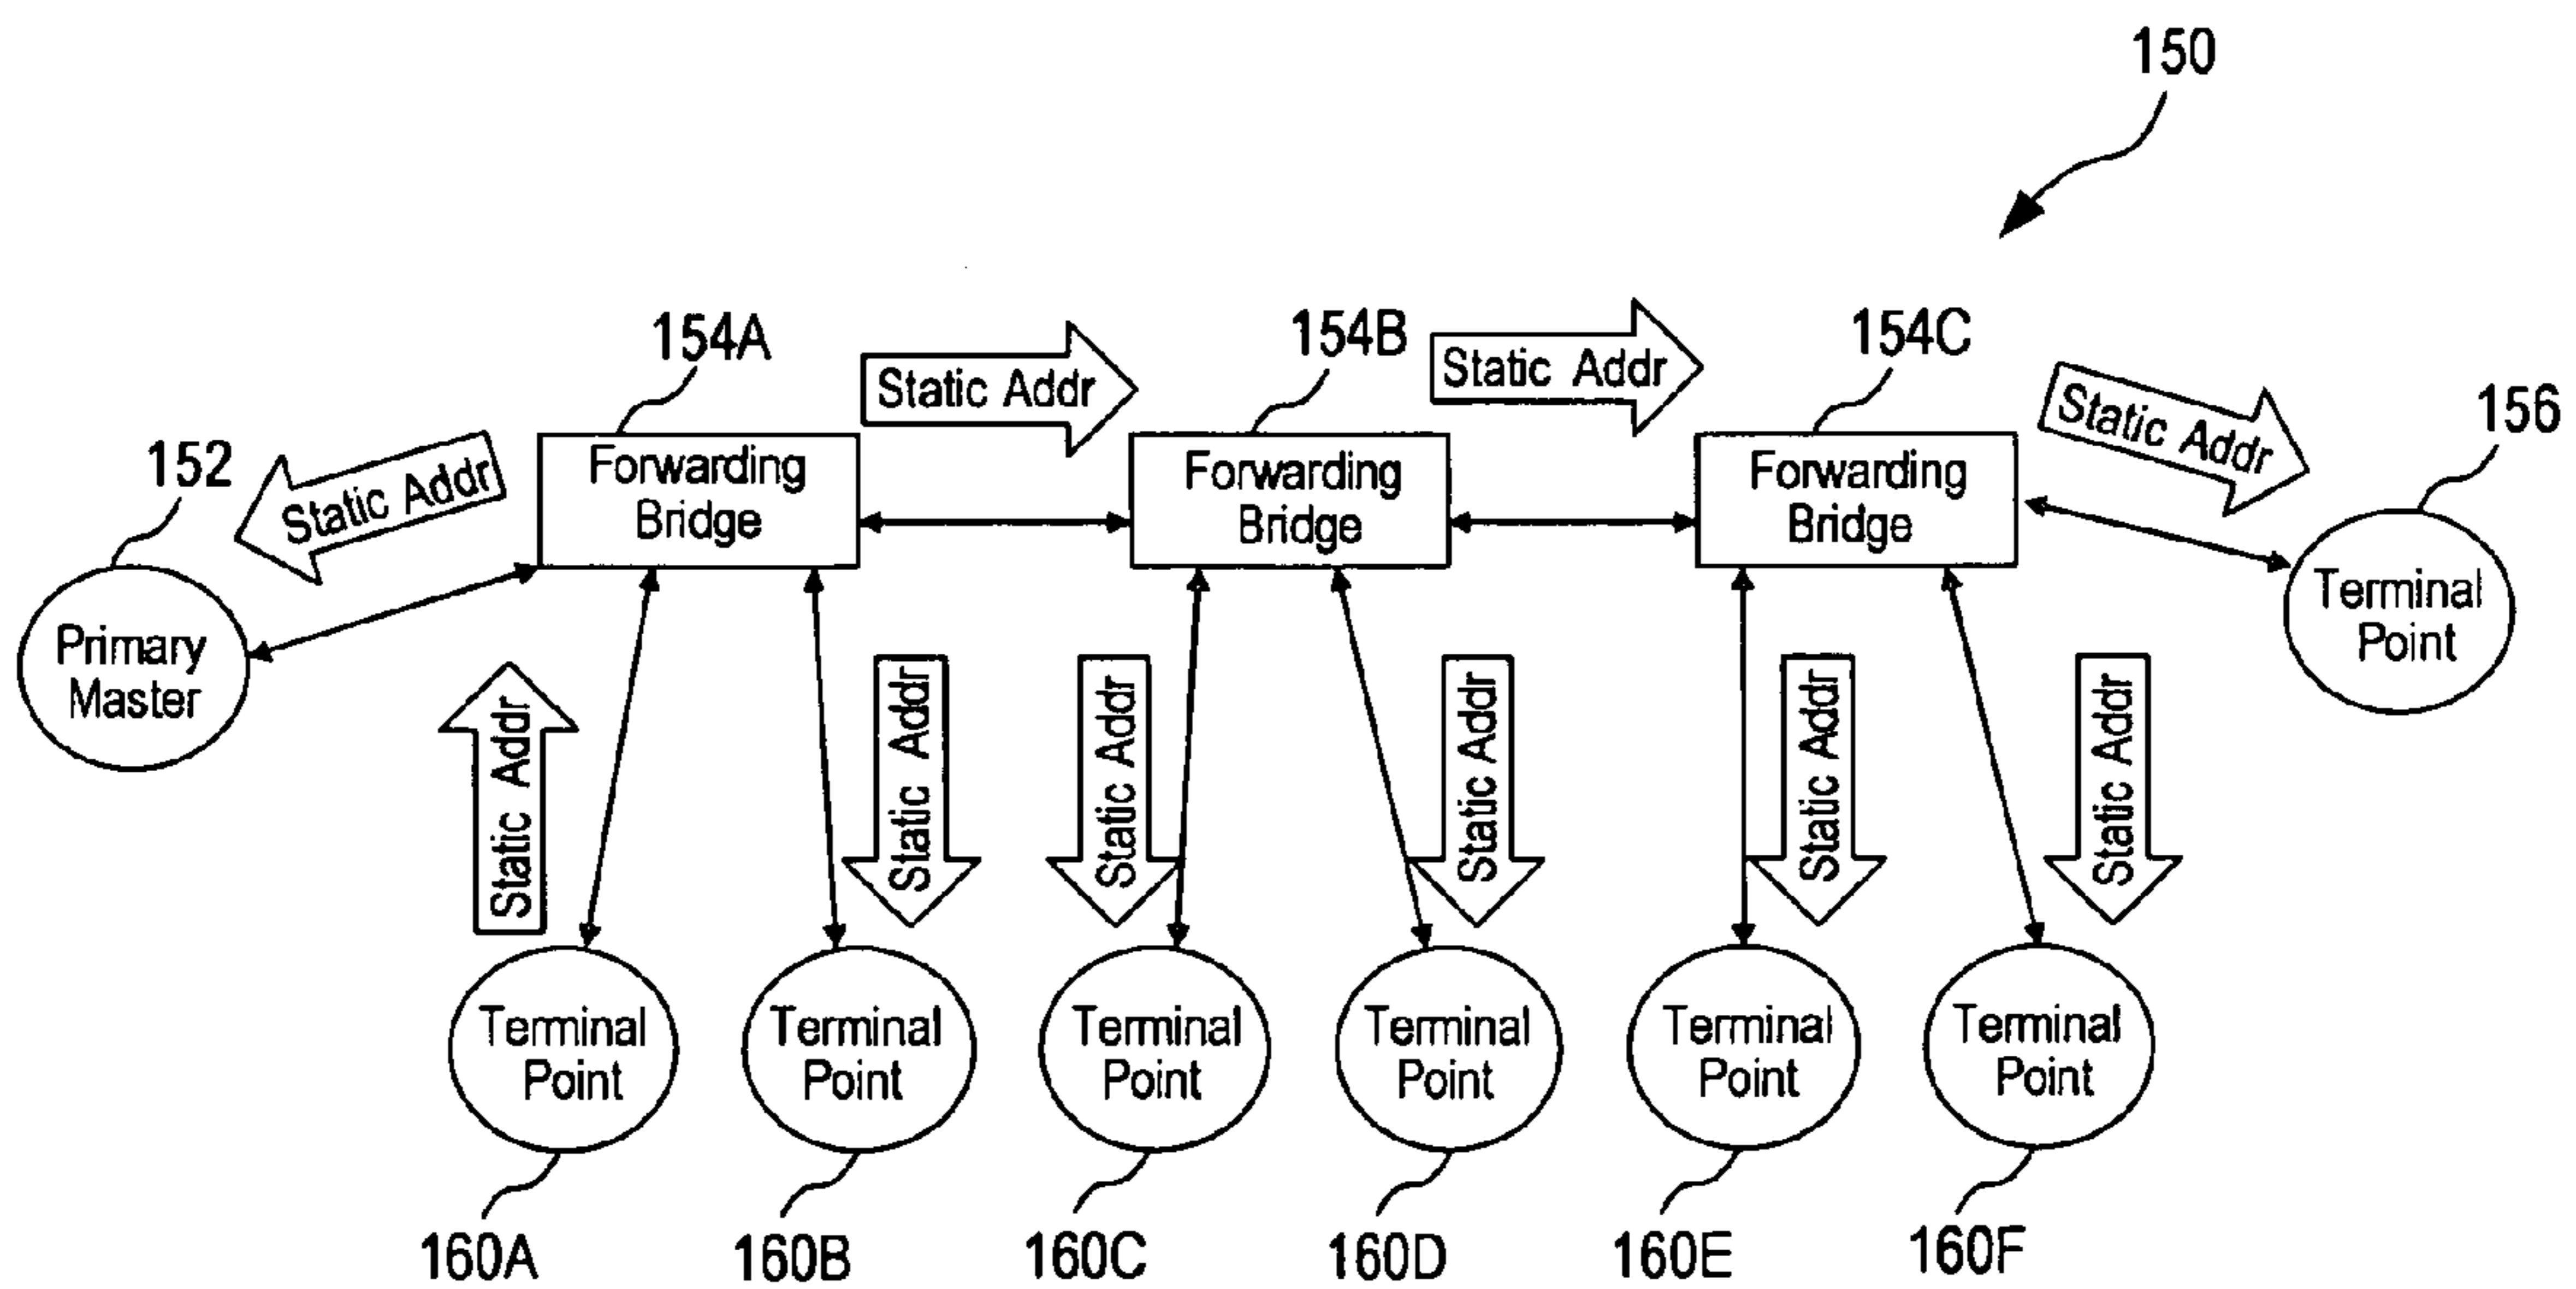 150
154A
154B
154C
Static Addr
Static Addr
Static Addr
156
152
Static Addr
Forwarding
Bridge
Forwarding
Bridge
Forwarding
Bridge
Primary
Master
Terminal
Point
Static Addr
Static Addr
Static Addr
Static Addr
Static Addr
Static Addr
Terminal
Point
Terminal
Point
Terminal
Point
Terminal
Point
Terminal
Point
Terminal
Point
160A
160B
160C
160D
160E
160F